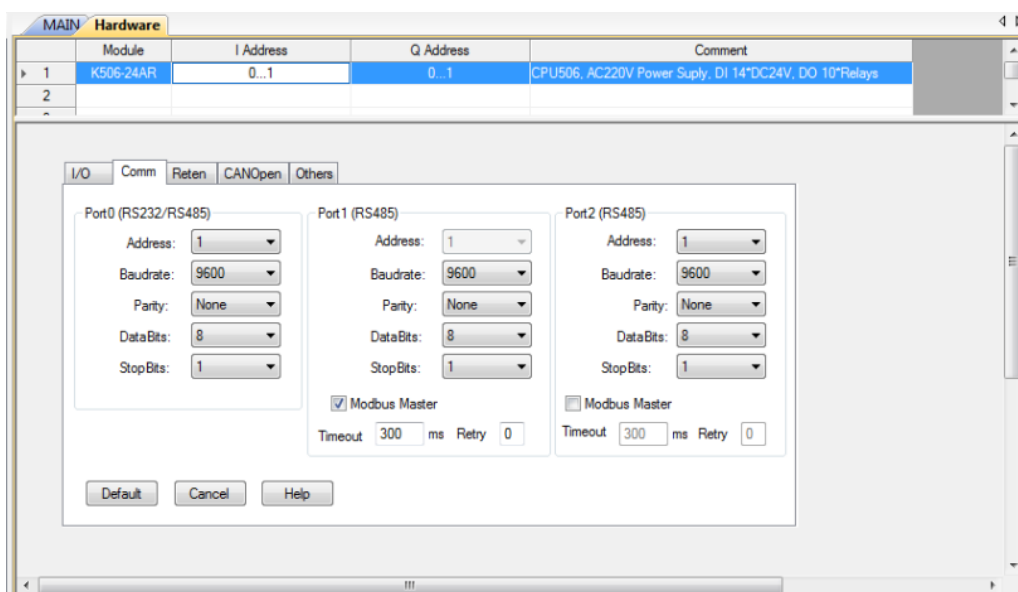 MAIN Hardware
Module I Address Q Address Comment
1 K506-24AR 0...1 0...1 CPU506, AC220V Power Suply, DI 14*DC24V, DO 10*Relays
2
I/O Comm Reten CANOpen Others
Port0 (RS232/RS485) Port1 (RS485) Port2 (RS485)
Address: 1 Address: 1 Address: 1
Baudrate: 9600 Baudrate: 9600 Baudrate: 9600
Parity: None Parity: None Parity: None
DataBits: 8 DataBits: 8 DataBits: 8
StopBits: 1 StopBits: 1 StopBits: 1
Modbus Master Modbus Master
Timeout 300 ms Retry 0 Timeout 300 ms Retry 0
Default Cancel Help